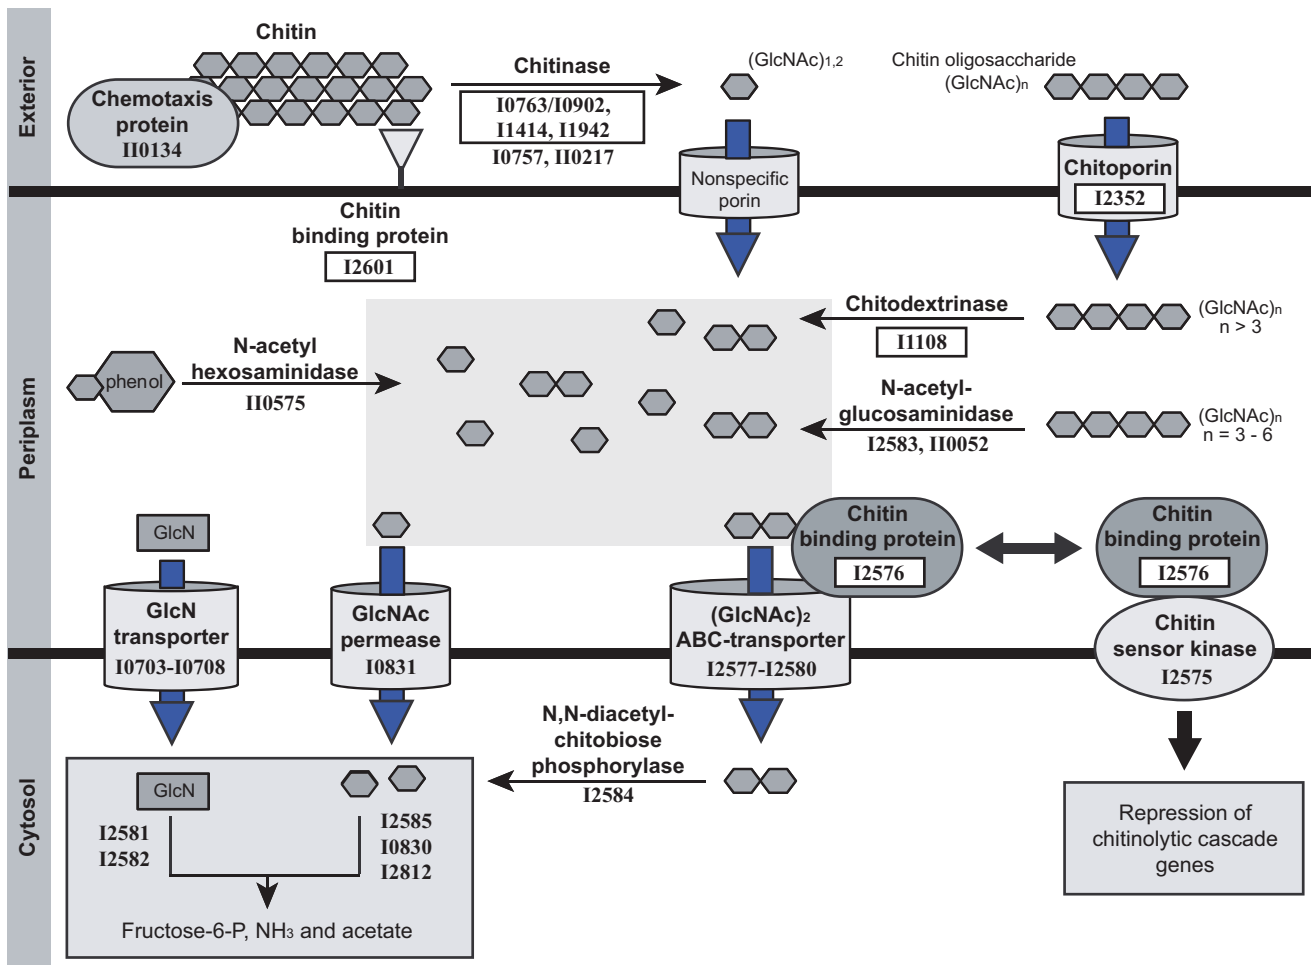 Exterior
Periplasm
Cytosol
Chitin
Chemotaxis
protein
II0134
Chitinase
I0763/I0902,
I1414, I1942
I0757, II0217
(GlcNAc)1,2
Chitin oligosaccharide
(GlcNAc)n
Nonspecific
porin
Chitoporin
I2352
Chitin
binding protein
I2601
Chitodextrinase
I1108
(GlcNAc)n
n > 3
phenol
N-acetyl
hexosaminidase
II0575
N-acetyl-
glucosaminidase
I2583, II0052
(GlcNAc)n
n = 3 - 6
GlcN
Chitin
binding protein
I2576
Chitin
binding protein
I2576
GlcN
transporter
I0703-I0708
GlcNAc
permease
I0831
(GlcNAc)2
ABC-transporter
I2577-I2580
Chitin
sensor kinase
I2575
N,N-diacetyl-
chitobiose
phosphorylase
I2584
GlcN
I2581
I2582
I2585
I0830
I2812
Fructose-6-P, NH3 and acetate
Repression of
chitinolytic cascade
genes